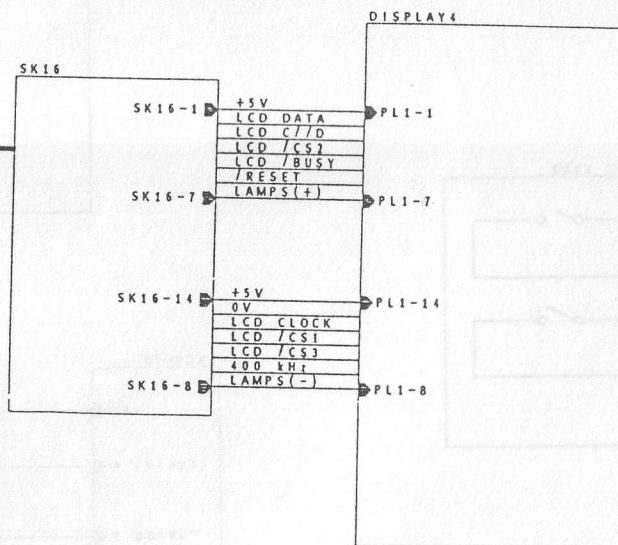 DISPLAY4
SK16
SK16-1 +5V PL1-1
LCD DATA
LCD C//D
LCD /CS2
LCD /BUSY
/RESET
SK16-7 LAMPS(+) PL1-7
SK16-14 +5V PL1-14
0V
LCD CLOCK
LCD /CS1
LCD /CS3
400 kHz
SK16-8 LAMPS(-) PL1-8